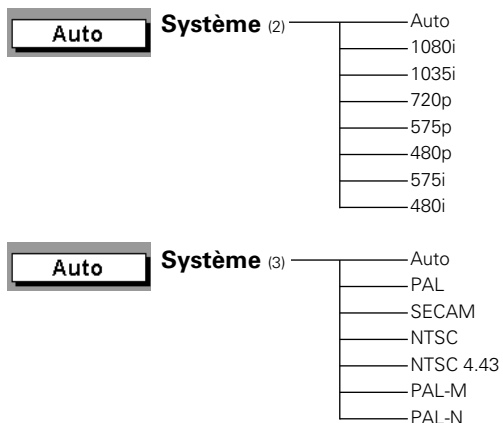 Auto
Système (2)
Auto
1080i
1035i
720p
575p
480p
575i
480i
Auto
Système (3)
Auto
PAL
SECAM
NTSC
NTSC 4.43
PAL-M
PAL-N